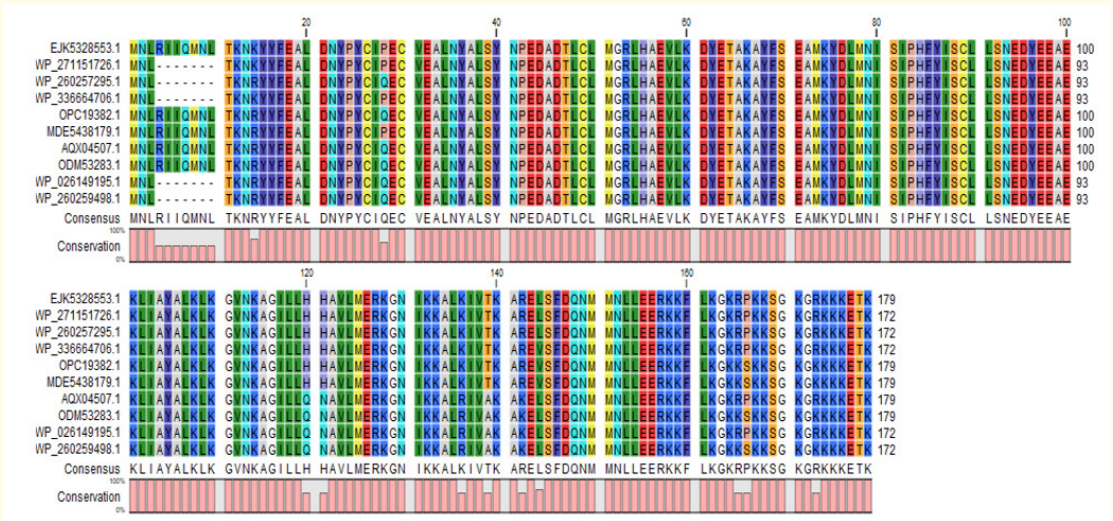 20 40 60 80 100
EJK5328553.1 MNLRIIQMNL TKNKYYFEAL DNYPYCIPEC VEALNYALSY NPEDADTLCL MGRLHAEVLK DYETAKAYFS EAMKYDLMNI SIPHFYISCL LSNEDYEEAE 100
WP_271151726.1 MNL------- TKNKYYFEAL DNYPYCIPEC VEALNYALSY NPEDADTLCL MGRLHAEVLK DYETAKAYFS EAMKYDLMNI SIPHFYISCL LSNEDYEEAE 93
WP_260257295.1 MNL------- TKNRYYFEAL DNYPYCIQEC VEALNYALSY NPEDADTLCL MGRLHAEVLK DYETAKAYFS EAMKYDLMNI SIPHFYISCL LSNEDYEEAE 93
WP_336664706.1 MNL------- TKNKYYFEAL DNYPYCIPEC VEALNYALSY NPEDADTLCL MGRLHAEVLK DYETAKAYFS EAMKYDLMNI SIPHFYISCL LSNEDYEEAE 93
OPC19382.1 MNLRIIQMNL TKNRYYFEAL DNYPYCIQEC VEALNYALSY NPEDADTLCL MGRLHAEVLK DYETAKAYFS EAMKYDLMNI SIPHFYISCL LSNEDYEEAE 100
MDE5438179.1 MNLRIIQMNL TKNRYYFEAL DNYPYCIPEC VEALNYALSY NPEDADTLCL MGRLHAEVLK DYETAKAYFS EAMKYDLMNI SIPHFYISCL LSNEDYEEAE 100
AQX04507.1 MNLRIIQMNL TKNRYYFEAL DNYPYCIQEC VEALNYALSY NPEDADTLCL MGRLHAEVLK DYETAKAYFS EAMKYDLMNI SIPHFYISCL LSNEDYEEAE 100
ODM53283.1 MNLRIIQMNL TKNRYYFEAL DNYPYCIQEC VEALNYALSY NPEDADTLCL MGRLHAEVLK DYETAKAYFS EAMKYDLMNI SIPHFYISCL LSNEDYEEAE 100
WP_026149195.1 MNL------- TKNRYYFEAL DNYPYCIQEC VEALNYALSY NPEDADTLCL MGRLHAEVLK DYETAKAYFS EAMKYDLMNI SIPHFYISCL LSNEDYEEAE 93
WP_260259498.1 MNL------- TKNRYYFEAL DNYPYCIQEC VEALNYALSY NPEDADTLCL MGRLHAEVLK DYETAKAYFS EAMKYDLMNI SIPHFYISCL LSNEDYEEAE 93
Consensus MNLRIIQMNL TKNRYYFEAL DNYPYCIQEC VEALNYALSY NPEDADTLCL MGRLHAEVLK DYETAKAYFS EAMKYDLMNI SIPHFYISCL LSNEDYEEAE
100%
Conservation
0%
120 140 160
EJK5328553.1 KLIAYALKLK GVNKAGILLH HAVLMERKGN IKKALKIVTK ARELSFDQNM MNLLEERKKF LKGKRPKKSG KGRKKKETK 179
WP_271151726.1 KLIAYALKLK GVNKAGILLH HAVLMERKGN IKKALKIVTK ARELSFDQNM MNLLEERKKF LKGKRPKKSG KGRKKKETK 172
WP_260257295.1 KLIAYALKLK GVNKAGILLH HAVLMERKGN IKKALKIVTK ARELSFDQNM MNLLEERKKF LKGKRPKKSG KGRKKKETK 172
WP_336664706.1 KLIAYALKLK GVNKAGILLH HAVLMERKGN IKKALKIVTK AREVSFDQNM MNLLEERKKF LKGKRPKKSG KGRKKKETK 172
OPC19382.1 KLIAYALKLK GVNKAGILLH HAVLMERKGN IKKALKIVTK AREVSFDQNM MNLLEERKKF LKGKKSKKSG KGKKKKETK 179
MDE5438179.1 KLIAYALKLK GVNKAGILLH HAVLMERKGN IKKALKIVTK AREVSFDQNM MNLLEERKKF LKGKKSKKSG KGKKKKETK 179
AQX04507.1 KLIAYALKLK GVNKAGILLQ NAVLMERKGN IKKALRIVAK AKELSFDQNM MNLLEERKKF LKGKRPKKSG KGRKKKETK 179
ODM53283.1 KLIAYALKLK GVNKAGILLQ NAVLMERKGN IKKALRIVAK AKELSFDQNM MNLLEERKKF LKGKKSKKSG KGKKKKETK 179
WP_026149195.1 KLIAYALKLK GVNKAGILLQ NAVLMERKGN IKKALRIVAK AKELSFDQNM MNLLEERKKF LKGKRPKKSG KGRKKKETK 172
WP_260259498.1 KLIAYALKLK GVNKAGILLQ NAVLMERKGN IKKALRIVAK AKELSFDQNM MNLLEERKKF LKGKKSKKSG KGKKKKETK 172
Consensus KLIAYALKLK GVNKAGILLH HAVLMERKGN IKKALKIVTK ARELSFDQNM MNLLEERKKF LKGKRPKKSG KGRKKKETK
100%
Conservation
0%